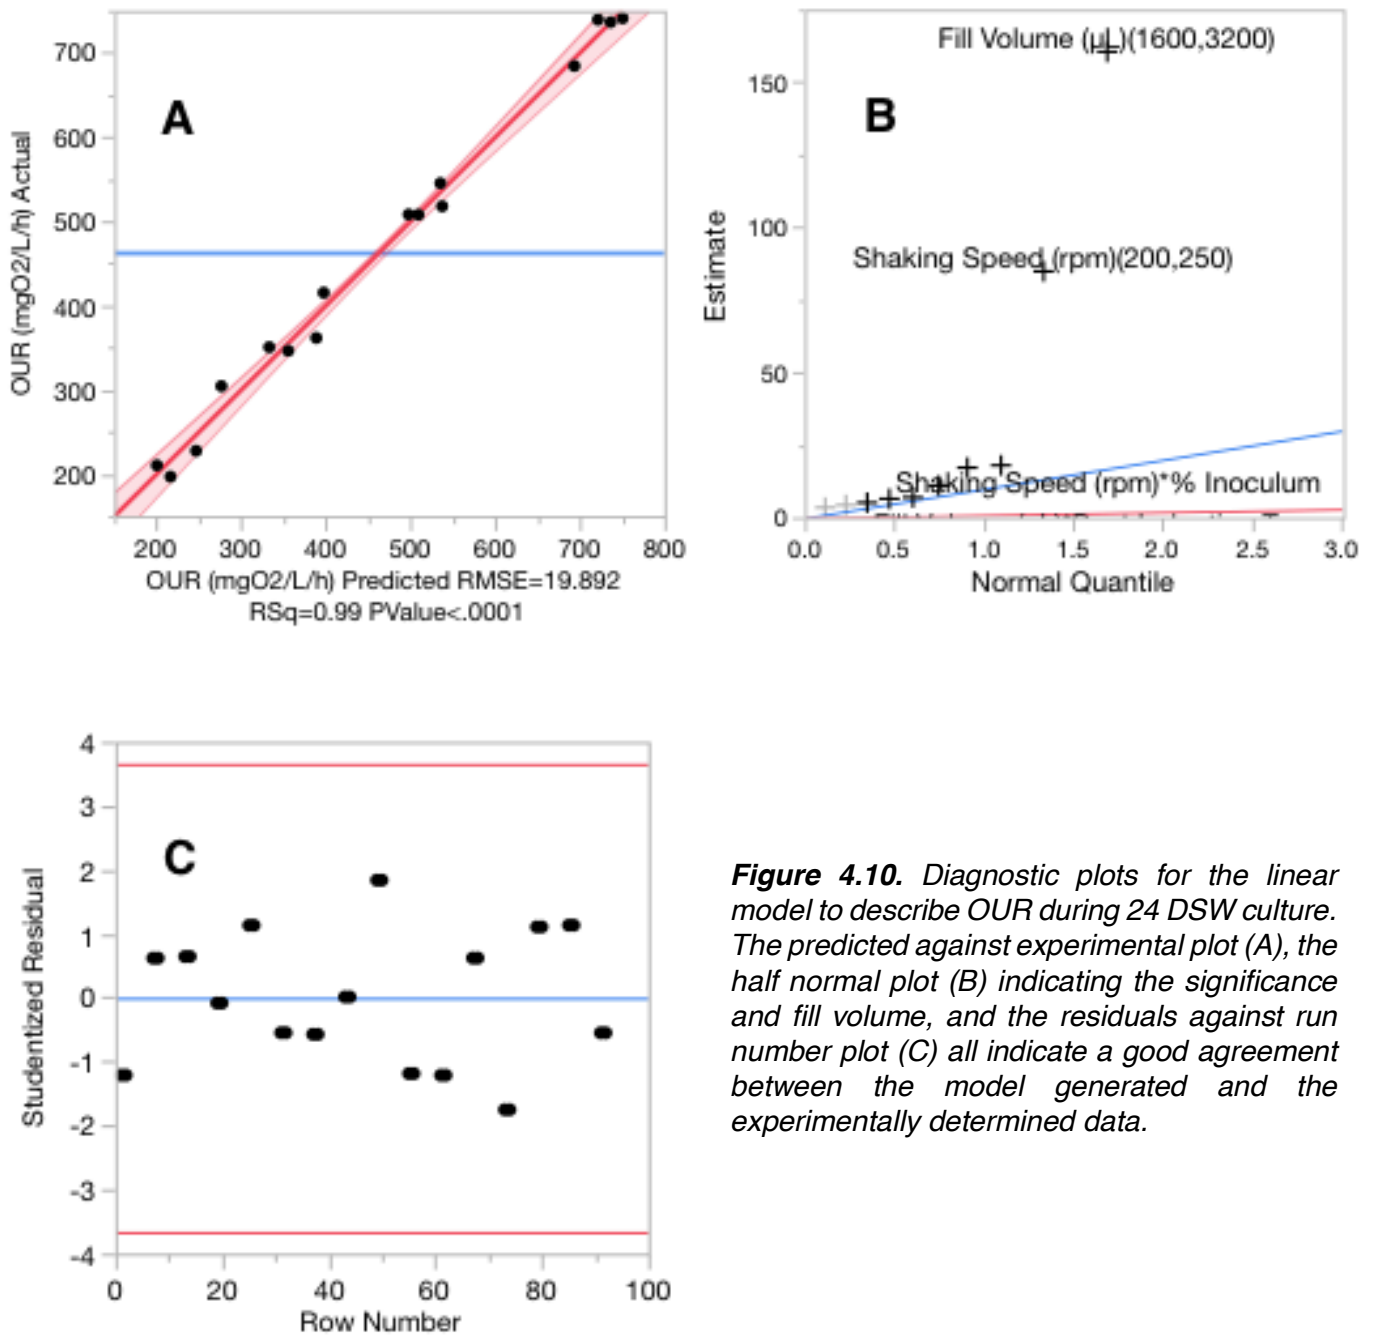 A
700
600
500
400
300
200
OUR (mgO2/L/h) Actual
200 300 400 500 600 700 800
OUR (mgO2/L/h) Predicted RMSE=19.892
RSq=0.99 PValue<.0001
B
Fill Volume (µL)(1600,3200)
Shaking Speed (rpm)(200,250)
Shaking Speed (rpm)*% Inoculum
150
100
50
0
Estimate
0.0 0.5 1.0 1.5 2.0 2.5 3.0
Normal Quantile
C
4
3
2
1
0
-1
-2
-3
-4
Studentized Residual
0 20 40 60 80 100
Row Number
Figure 4.10. Diagnostic plots for the linear
model to describe OUR during 24 DSW culture.
The predicted against experimental plot (A), the
half normal plot (B) indicating the significance
and fill volume, and the residuals against run
number plot (C) all indicate a good agreement
between the model generated and the
experimentally determined data.